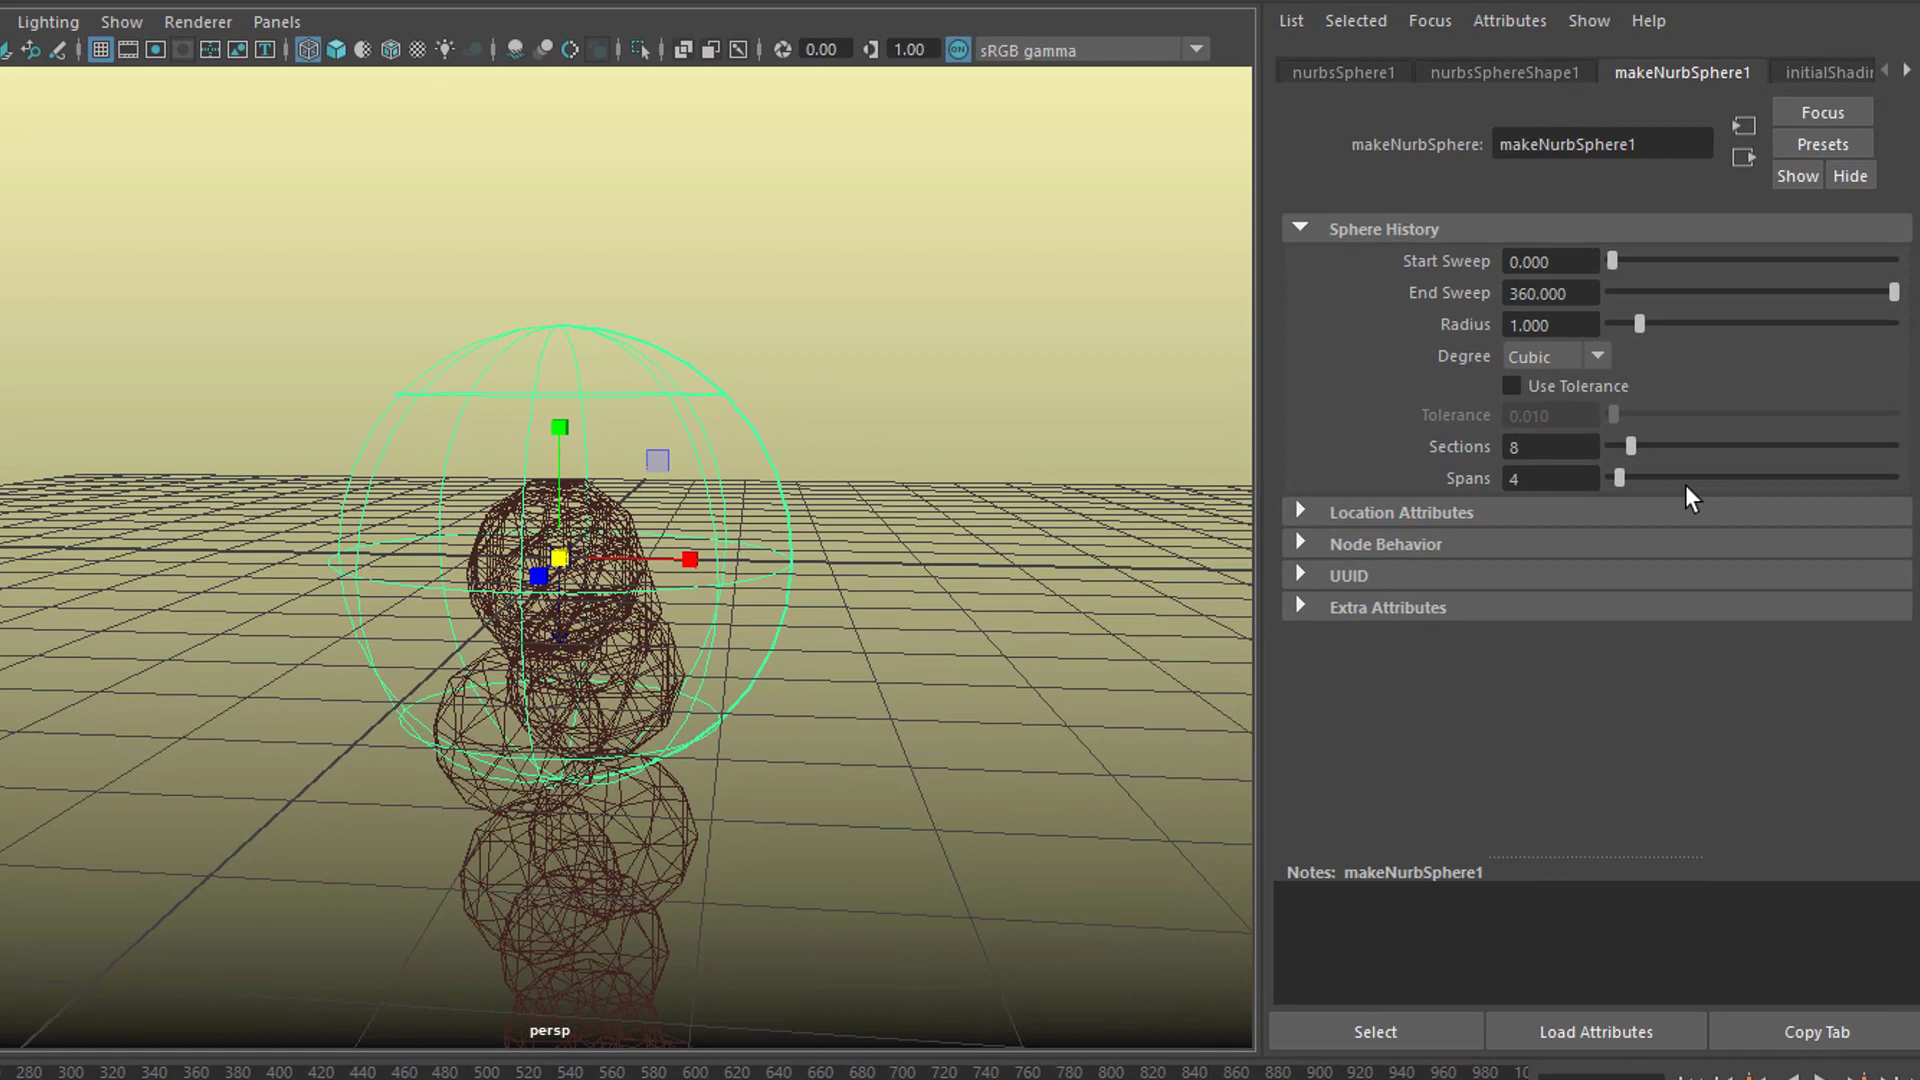 Lighting Show Renderer Panels
0.00 1.00 ON sRGB gamma
List Selected Focus Attributes Show Help
nurbsSphere1 nurbsSphereShape1 makeNurbSphere1 initialShadin
Focus
makeNurbSphere: makeNurbSphere1 Presets
Show Hide
Sphere History
Start Sweep 0.000
End Sweep 360.000
Radius 1.000
Degree Cubic
Use Tolerance
Tolerance 0.010
Sections 8
Spans 4
Location Attributes
Node Behavior
UUID
Extra Attributes
Notes: makeNurbSphere1
persp
Select Load Attributes Copy Tab
280 300 320 340 360 380 400 420 440 460 480 500 520 540 560 580 600 620 640 660 680 700 720 740 760 780 800 820 840 860 880 900 920 940 960 980 10